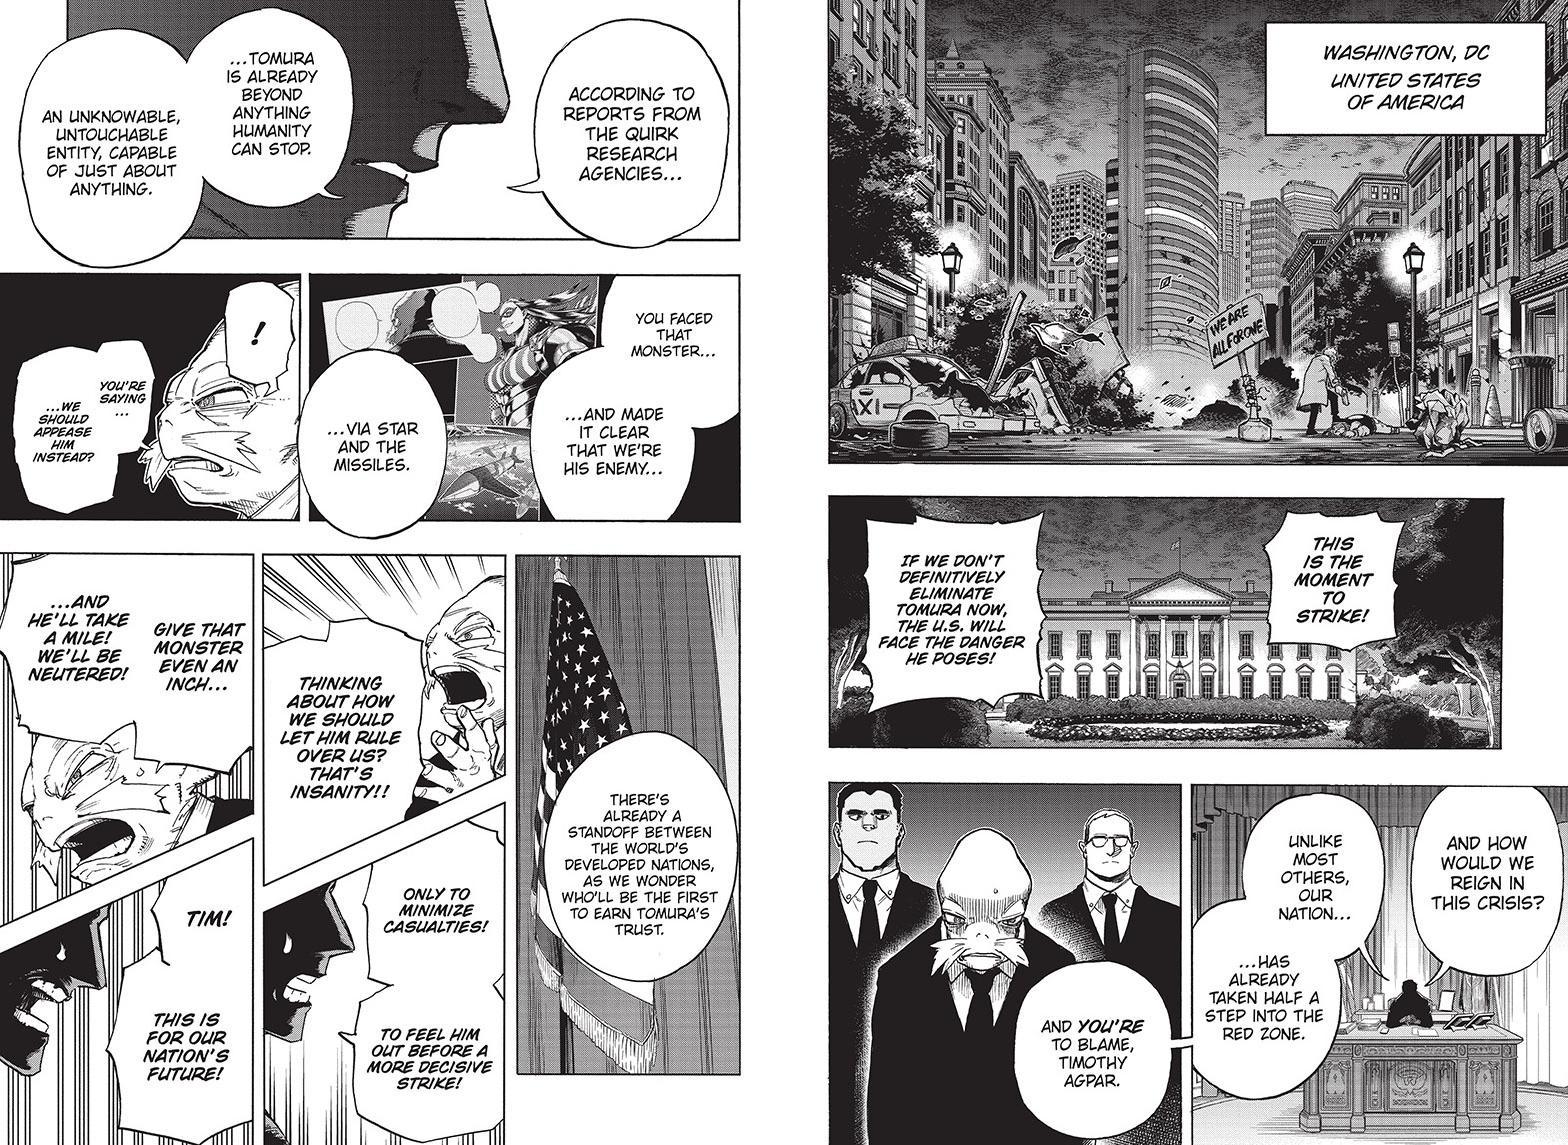 WASHINGTON, DC
UNITED STATES
OF AMERICA
WE ARE
ALL FOR ONE
AXI
THIS
IS THE
MOMENT
TO
STRIKE!
IF WE DON'T
DEFINITIVELY
ELIMINATE
TOMURA NOW,
THE U.S. WILL
FACE THE DANGER
HE POSES!
AND HOW
WOULD WE
REIGN IN
THIS CRISIS?
UNLIKE
MOST
OTHERS,
OUR
NATION...
...HAS
ALREADY
TAKEN HALF A
STEP INTO THE
RED ZONE.
AND YOU'RE
TO BLAME,
TIMOTHY
AGPAR.
ACCORDING TO
REPORTS FROM
THE QUIRK
RESEARCH
AGENCIES...
...TOMURA
IS ALREADY
BEYOND
ANYTHING
HUMANITY
CAN STOP.
AN UNKNOWABLE,
UNTOUCHABLE
ENTITY, CAPABLE
OF JUST ABOUT
ANYTHING.
YOU FACED
THAT
MONSTER...
...AND MADE
IT CLEAR
THAT WE'RE
HIS ENEMY...
...VIA STAR
AND THE
MISSILES.
!
YOU'RE
SAYING
...
...WE
SHOULD
APPEASE
HIM
INSTEAD?
THERE'S
ALREADY A
STANDOFF BETWEEN
THE WORLD'S
DEVELOPED NATIONS,
AS WE WONDER
WHO'LL BE THE FIRST
TO EARN TOMURA'S
TRUST.
THINKING
ABOUT HOW
WE SHOULD
LET HIM RULE
OVER US?
THAT'S
INSANITY!!
GIVE THAT
MONSTER
EVEN AN
INCH...
...AND
HE'LL TAKE
A MILE!
WE'LL BE
NEUTERED!
ONLY TO
MINIMIZE
CASUALTIES!
TO FEEL HIM
OUT BEFORE A
MORE DECISIVE
STRIKE!
TIM!
THIS IS
FOR OUR
NATION'S
FUTURE!